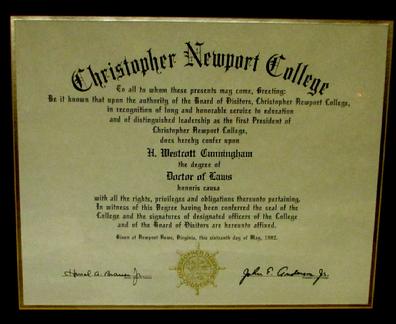 Christopher Newport College
To all to whom these presents may come, Greeting:
Be it known that upon the authority of the Board of Visitors, Christopher Newport College,
in recognition of long and honorable service to education
and of distinguished leadership as the first President of
Christopher Newport College,
does hereby confer upon
H. Westcott Cunningham
the degree of
Doctor of Laws
honoris causa
with all the rights, privileges and obligations thereunto pertaining.
In witness of this Degree having been conferred the seal of the
College and the signatures of designated officers of the College
and of the Board of Visitors are hereunto affixed.
Given at Newport News, Virginia, this sixteenth day of May, 1982.
John E. Anderson Jr.